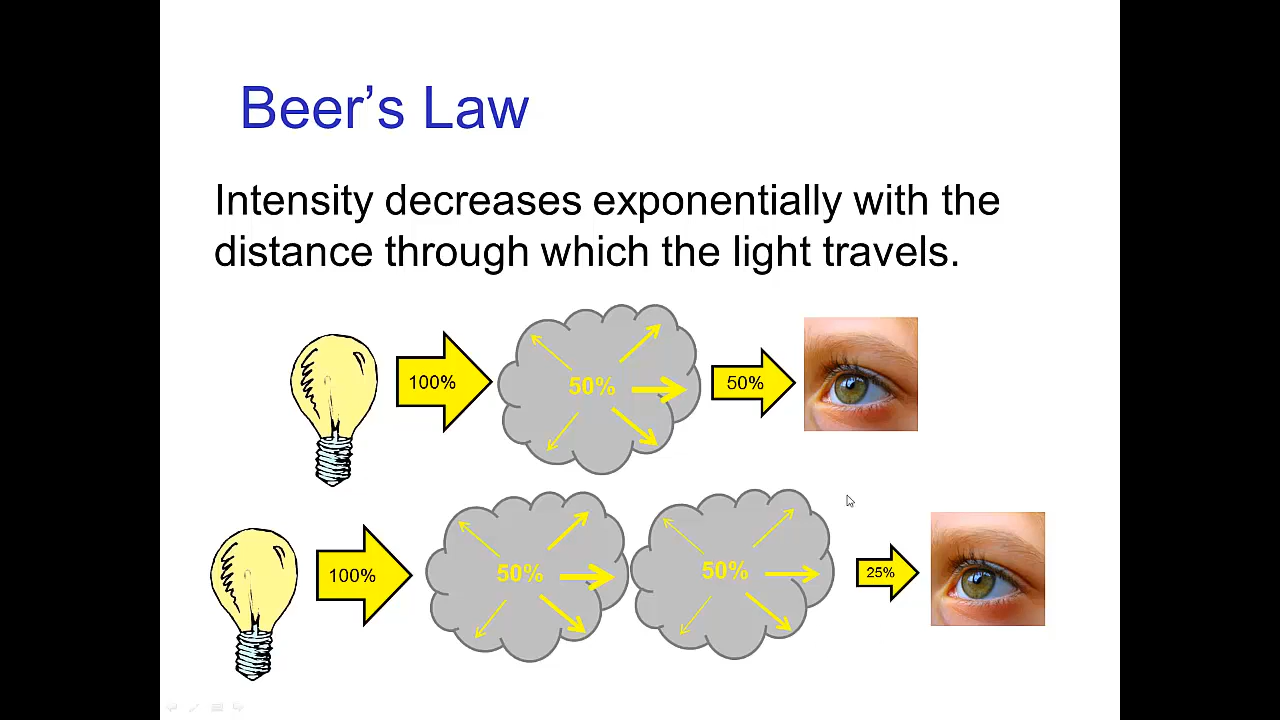 Beer’s Law
Intensity decreases exponentially with the
distance through which the light travels.
100%
50%
50%
100%
50%
50%
25%